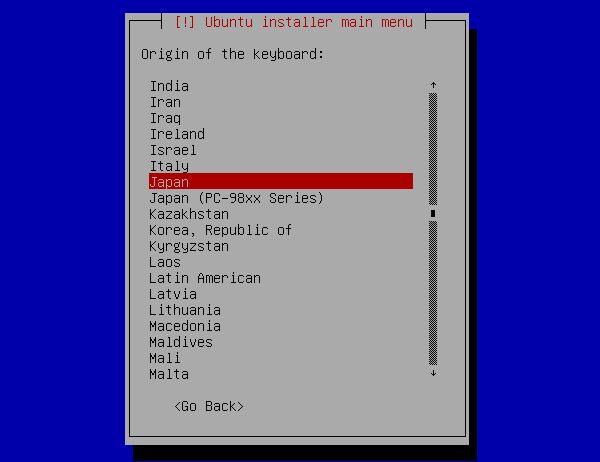 [!] Ubuntu installer main menu
Origin of the keyboard:
India
Iran
Iraq
Ireland
Israel
Italy
Japan
Japan (PC-98xx Series)
Kazakhstan
Korea, Republic of
Kyrgyzstan
Laos
Latin American
Latvia
Lithuania
Macedonia
Maldives
Mali
Malta
<Go Back>